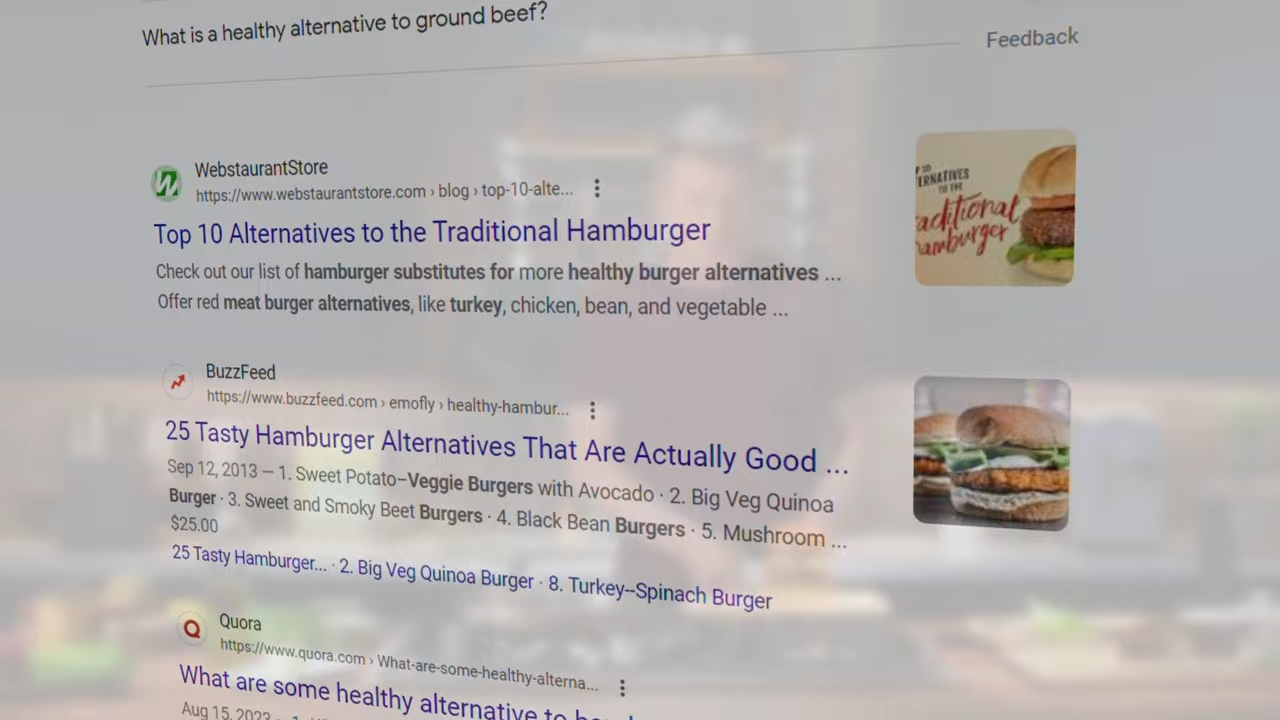 What is a healthy alternative to ground beef?
Feedback
WebstaurantStore
https://www.webstaurantstore.com › blog › top-10-alte...
Top 10 Alternatives to the Traditional Hamburger
Check out our list of hamburger substitutes for more healthy burger alternatives ...
Offer red meat burger alternatives, like turkey, chicken, bean, and vegetable ...
ERNATIVES
TO THE
aditional
amburger
BuzzFeed
https://www.buzzfeed.com › emofly › healthy-hambur...
25 Tasty Hamburger Alternatives That Are Actually Good ...
Sep 12, 2013 — 1. Sweet Potato–Veggie Burgers with Avocado · 2. Big Veg Quinoa
Burger · 3. Sweet and Smoky Beet Burgers · 4. Black Bean Burgers · 5. Mushroom ...
$25.00
25 Tasty Hamburger... · 2. Big Veg Quinoa Burger · 8. Turkey–Spinach Burger
Quora
https://www.quora.com › What-are-some-healthy-alterna...
What are some healthy alternative to
Aug 15, 2023